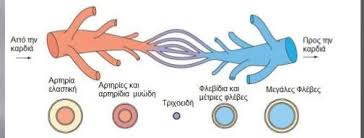 Από την
καρδιά
Προς την
καρδιά
Αρτηρία
ελαστική
Αρτηρίες και
αρτηρίδια μυώδη
Τριχοειδή
Φλεβίδια και
μέτριες φλέβες
Μεγάλες Φλέβες